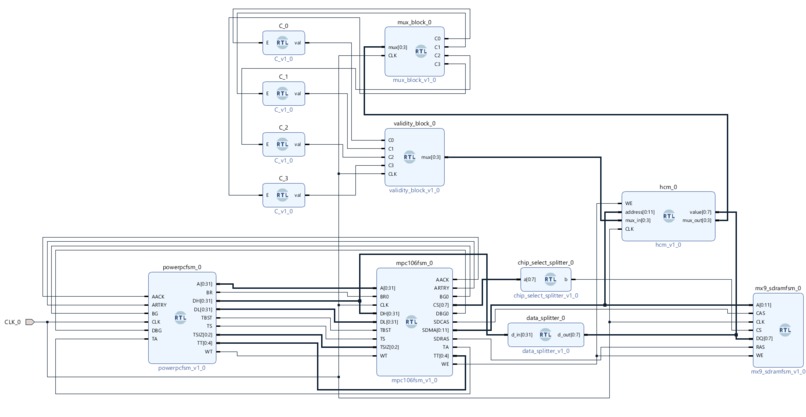 C_0
E
RTL
val
C_v1_0
C_1
E
RTL
val
C_v1_0
C_2
E
RTL
val
C_v1_0
C_3
E
RTL
val
C_v1_0
mux_block_0
mux[0:3]
CLK
RTL
C0
C1
C2
C3
mux_block_v1_0
validity_block_0
C0
C1
C2
C3
CLK
RTL
mux[0:3]
validity_block_v1_0
hcm_0
WE
address[0:11]
mux_in[0:3]
CLK
RTL
value[0:7]
mux_out[0:3]
hcm_v1_0
CLK_0
powerpcfsm_0
AACK
ARTRY
BG
CLK
DBG
TA
RTL
A[0:31]
BR
DH[0:31]
DL[0:31]
TBST
TS
TSIZ[0:2]
TT[0:4]
WT
powerpcfsm_v1_0
mpc106fsm_0
A[0:31]
BR0
CLK
DH[0:31]
DL[0:31]
TBST
TS
TSIZ[0:2]
WT
RTL
AACK
ARTRY
BG0
CS[0:7]
DBG0
SDCAS
SDMA[0:11]
SDRAS
TA
TT[0:4]
WE
mpc106fsm_v1_0
chip_select_splitter_0
a[0:7]
RTL
b
chip_select_splitter_v1_0
data_splitter_0
d_in[0:31]
RTL
d_out[0:7]
data_splitter_v1_0
mx9_sdramfsm_0
A[0:11]
CAS
CLK
CS
DQ[0:7]
RAS
WE
RTL
mx9_sdramfsm_v1_0